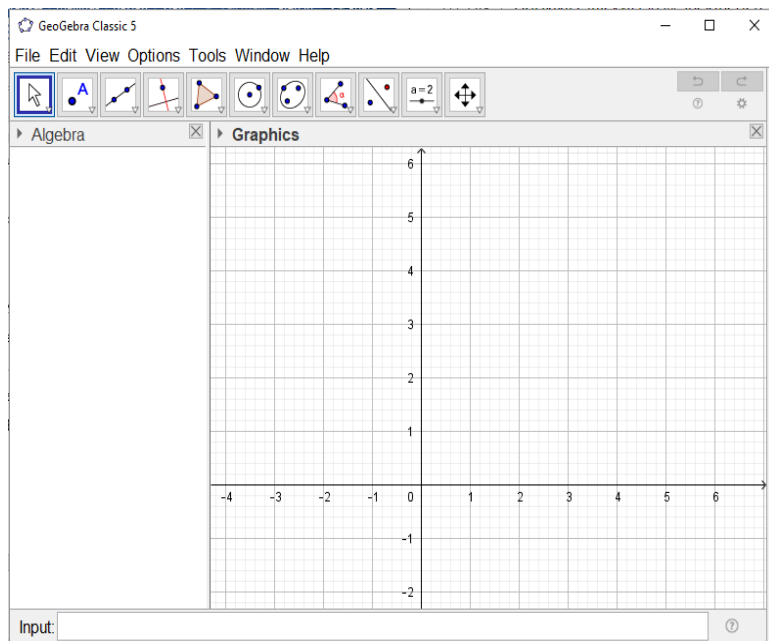 GeoGebra Classic 5
File Edit View Options Tools Window Help
A
α
a=2
Algebra
Graphics
6
5
4
3
2
1
-4 -3 -2 -1 0 1 2 3 4 5 6
-1
-2
Input: